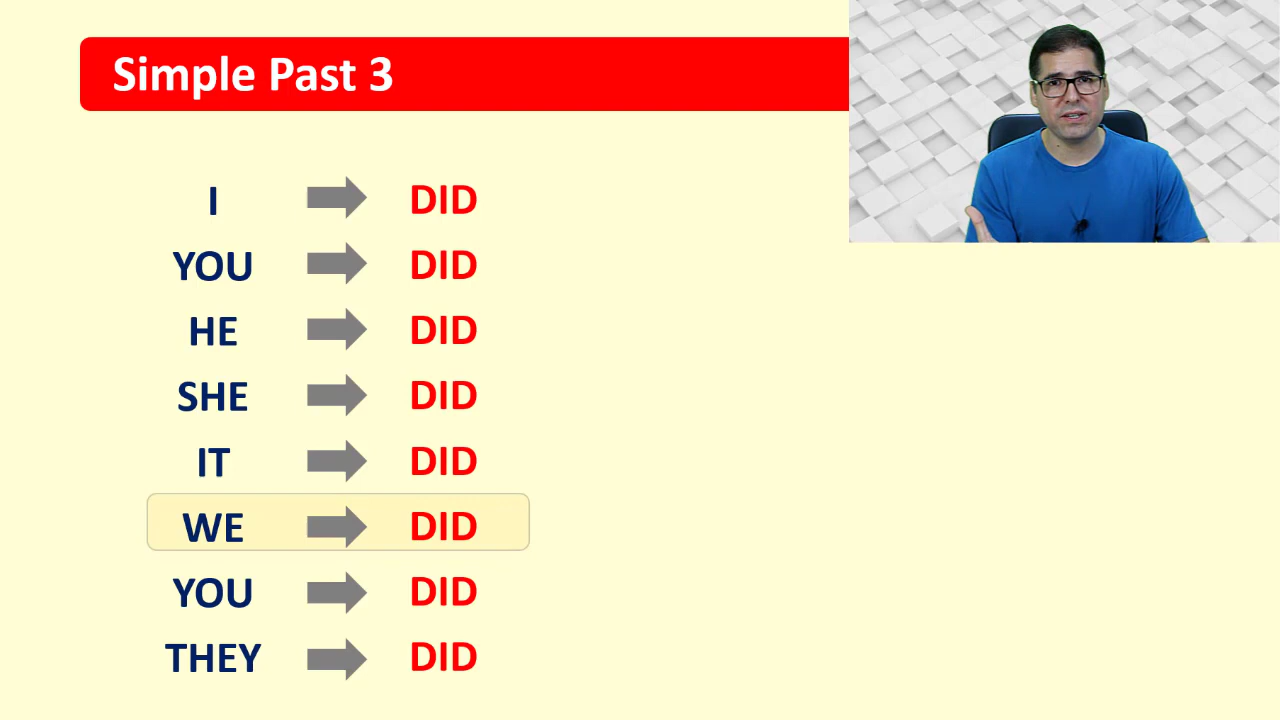 Simple Past 3
I DID
YOU DID
HE DID
SHE DID
IT DID
WE DID
YOU DID
THEY DID